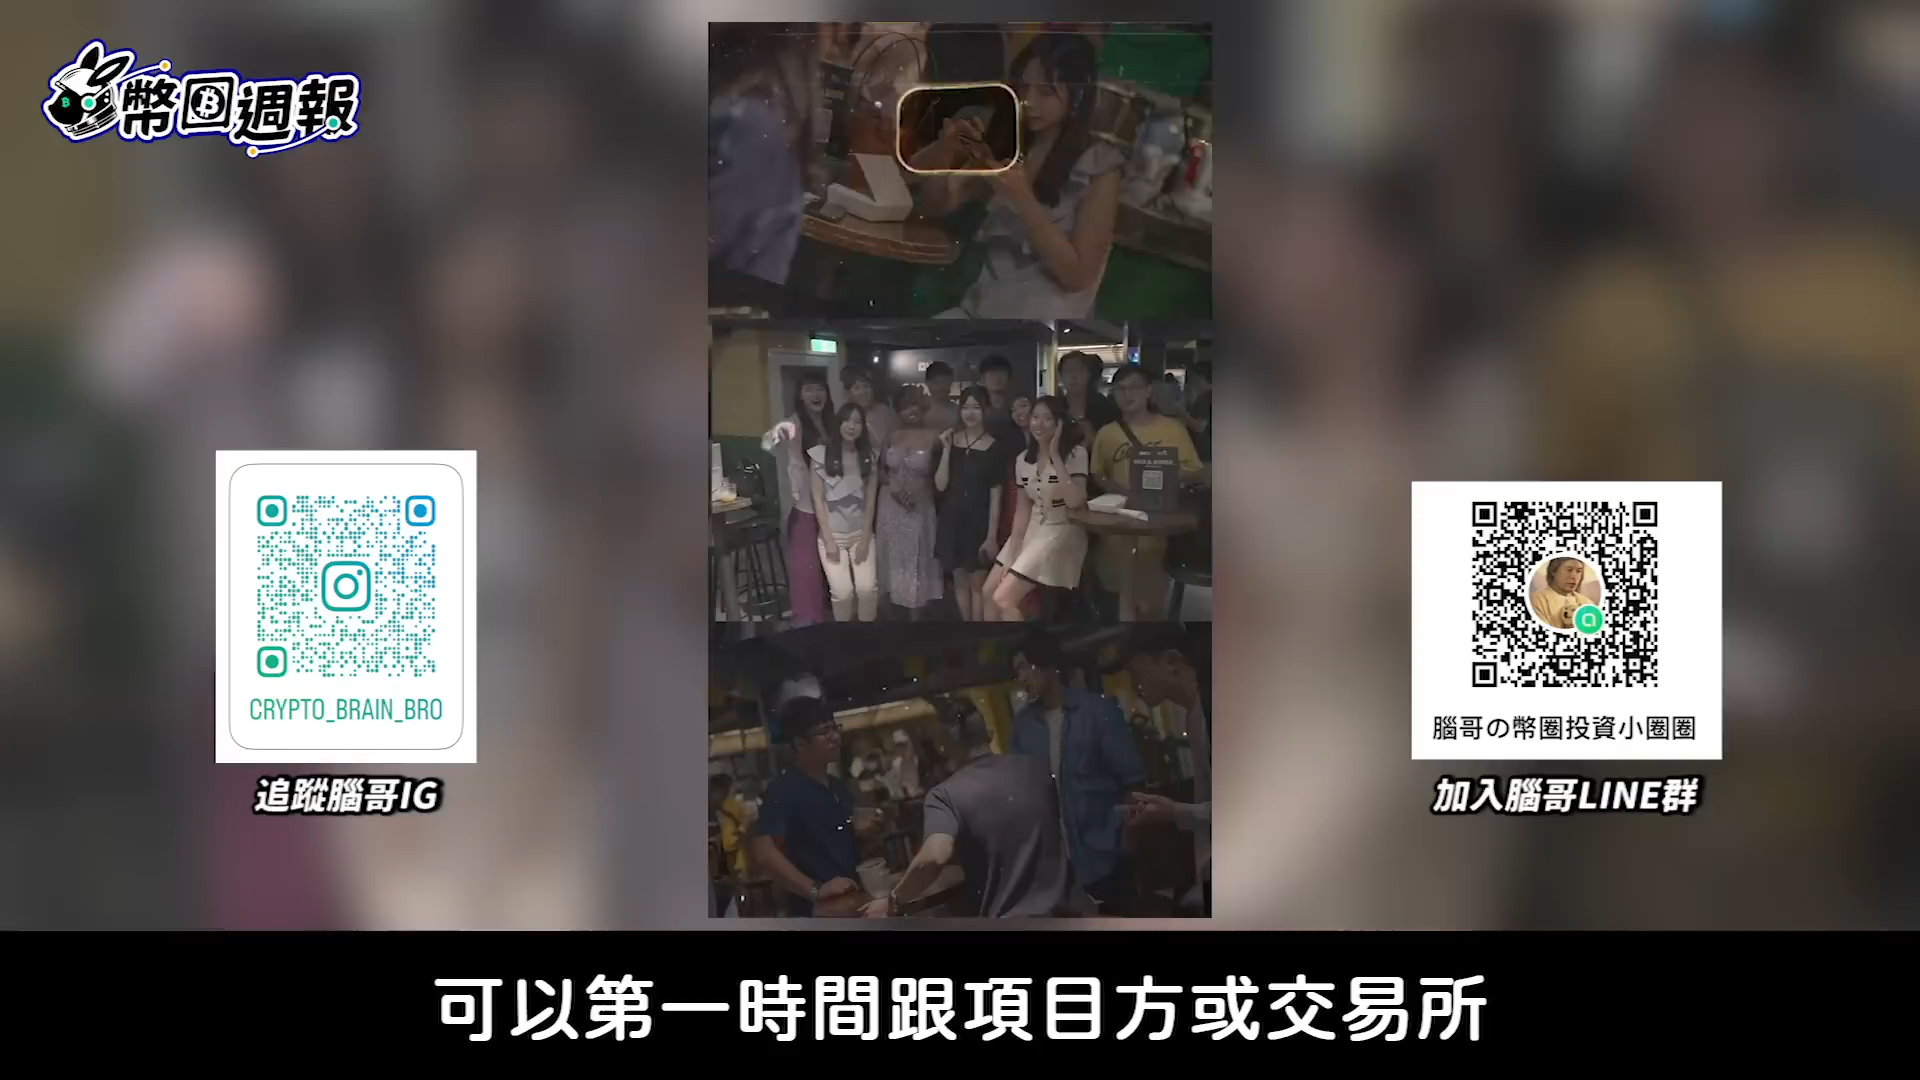 幣圈週報
CRYPTO_BRAIN_BRO
追蹤腦哥IG
腦哥の幣圈投資小圈圈
加入腦哥LINE群
可以第一時間跟項目方或交易所